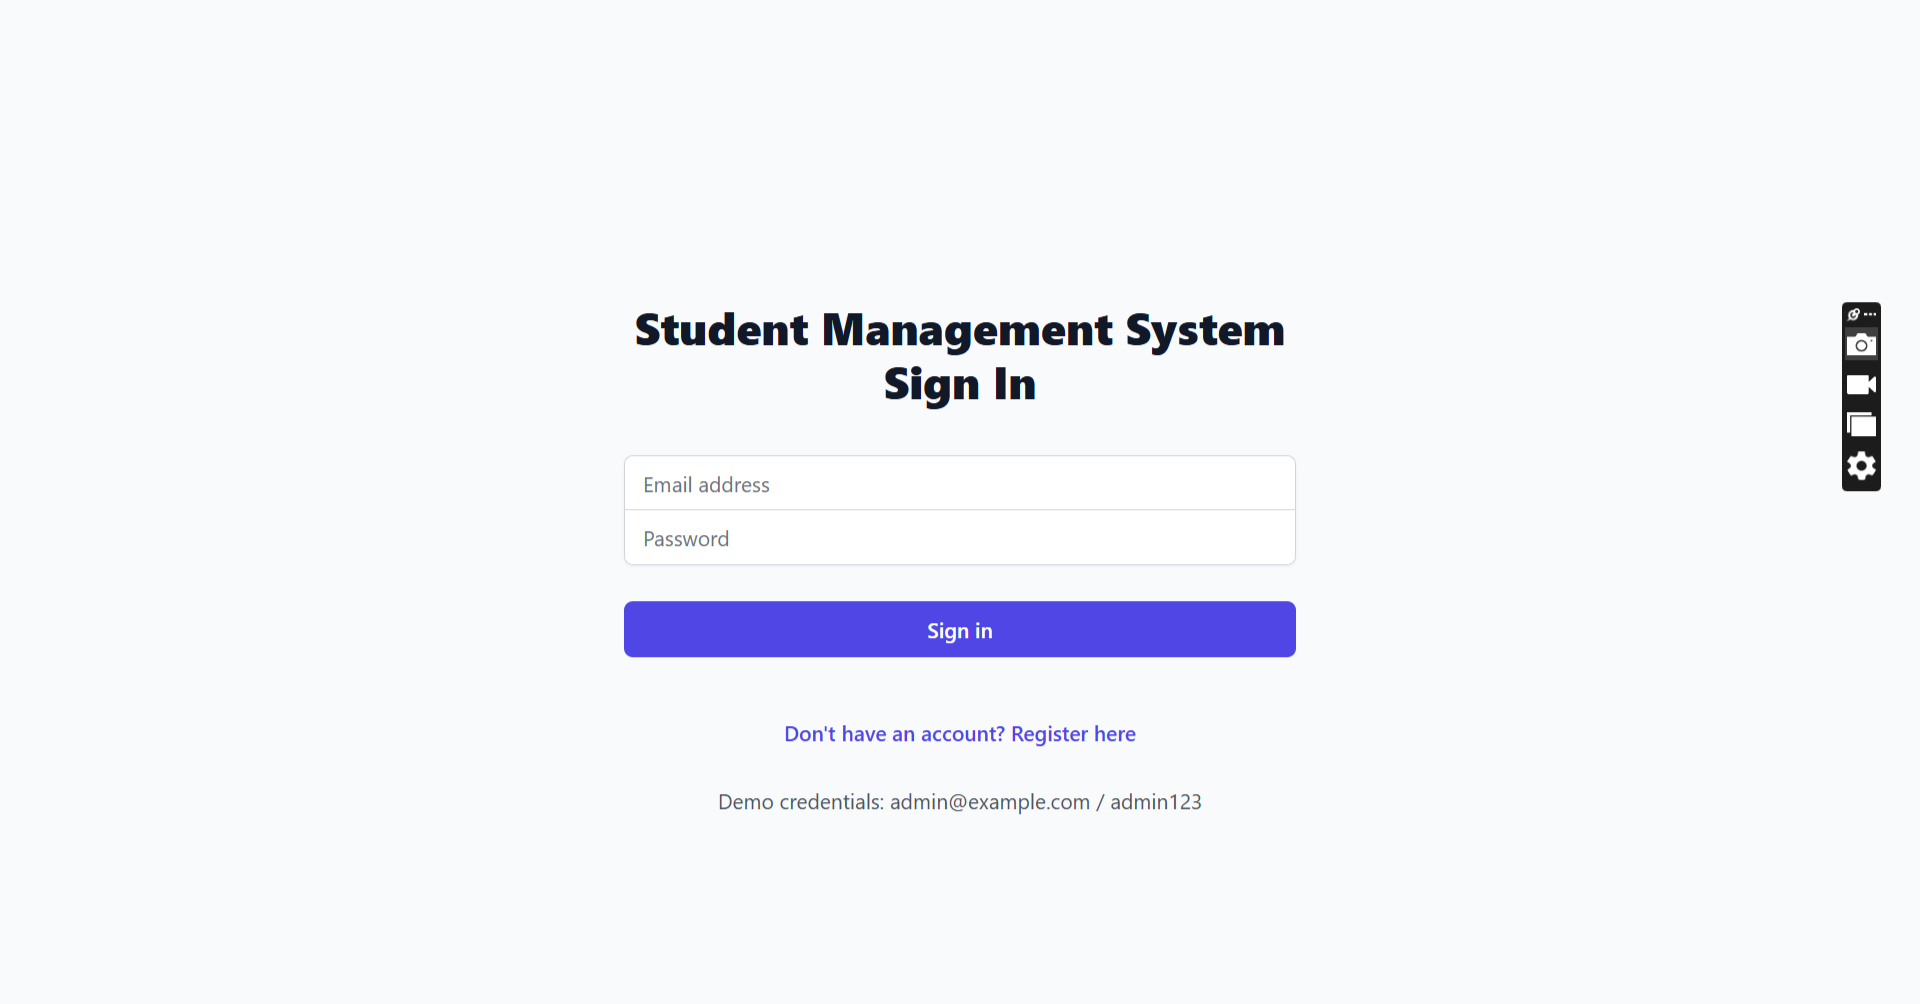 Student Management System
Sign In
Email address
Password
Sign in
Don't have an account? Register here
Demo credentials: admin@example.com / admin123